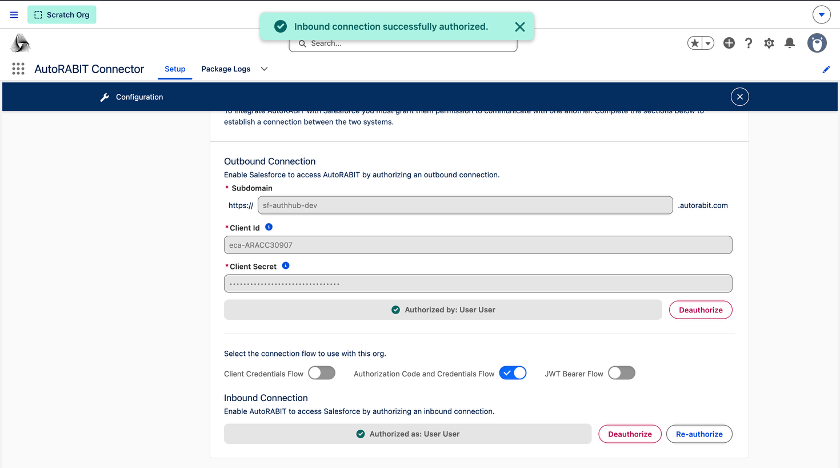 Scratch Org
Inbound connection successfully authorized.
Search...
AutoRABIT Connector
Setup
Package Logs
Configuration
To integrate AutoRABIT with Salesforce you must grant them permission to communicate with one another. Complete the sections below to
establish a connection between the two systems.
Outbound Connection
Enable Salesforce to access AutoRABIT by authorizing an outbound connection.
* Subdomain
https:// sf-authhub-dev .autorabit.com
* Client Id
eca-ARACC30907
* Client Secret
Authorized by: User User
Deauthorize
Select the connection flow to use with this org.
Client Credentials Flow
Authorization Code and Credentials Flow
JWT Bearer Flow
Inbound Connection
Enable AutoRABIT to access Salesforce by authorizing an inbound connection.
Authorized as: User User
Deauthorize
Re-authorize